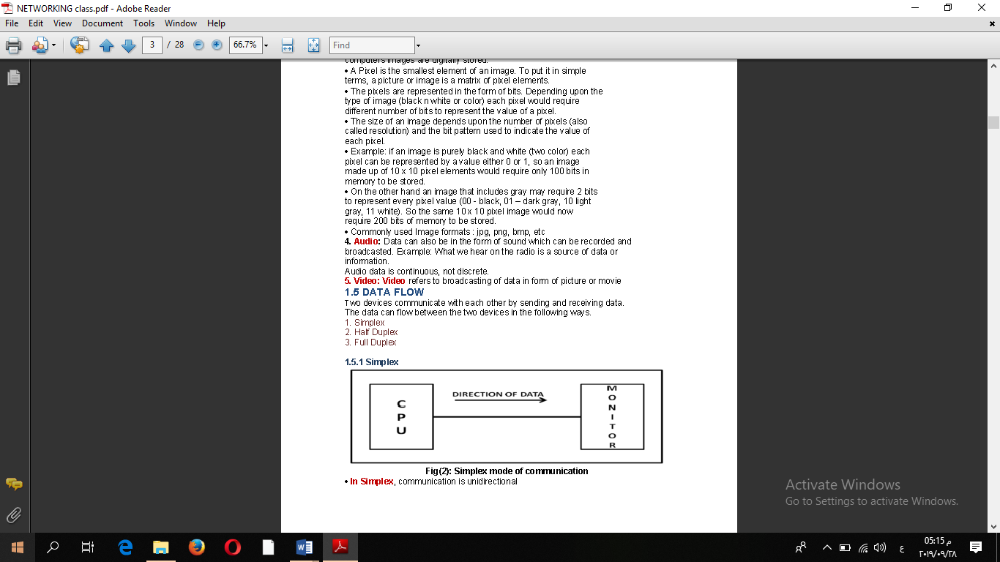 NETWORKING class.pdf - Adobe Reader
File Edit View Document Tools Window Help
3 / 28 66.7% Find
computers images are digitally stored.
• A Pixel is the smallest element of an image. To put it in simple
terms, a picture or image is a matrix of pixel elements.
• The pixels are represented in the form of bits. Depending upon the
type of image (black n white or color) each pixel would require
different number of bits to represent the value of a pixel.
• The size of an image depends upon the number of pixels (also
called resolution) and the bit pattern used to indicate the value of
each pixel.
• Example: if an image is purely black and white (two color) each
pixel can be represented by a value either 0 or 1, so an image
made up of 10 x 10 pixel elements would require only 100 bits in
memory to be stored.
• On the other hand an image that includes gray may require 2 bits
to represent every pixel value (00 - black, 01 – dark gray, 10 light
gray, 11 white). So the same 10 x 10 pixel image would now
require 200 bits of memory to be stored.
• Commonly used Image formats : jpg, png, bmp, etc
4. Audio: Data can also be in the form of sound which can be recorded and
broadcasted. Example: What we hear on the radio is a source of data or
information.
Audio data is continuous, not discrete.
5. Video: Video refers to broadcasting of data in form of picture or movie
1.5 DATA FLOW
Two devices communicate with each other by sending and receiving data.
The data can flow between the two devices in the following ways.
1. Simplex
2. Half Duplex
3. Full Duplex
1.5.1 Simplex
CPU
DIRECTION OF DATA
MONITOR
Fig(2): Simplex mode of communication
• In Simplex, communication is unidirectional
Activate Windows
Go to Settings to activate Windows.
ع
05:15 م
٢٠١٩/٠٩/٢٨